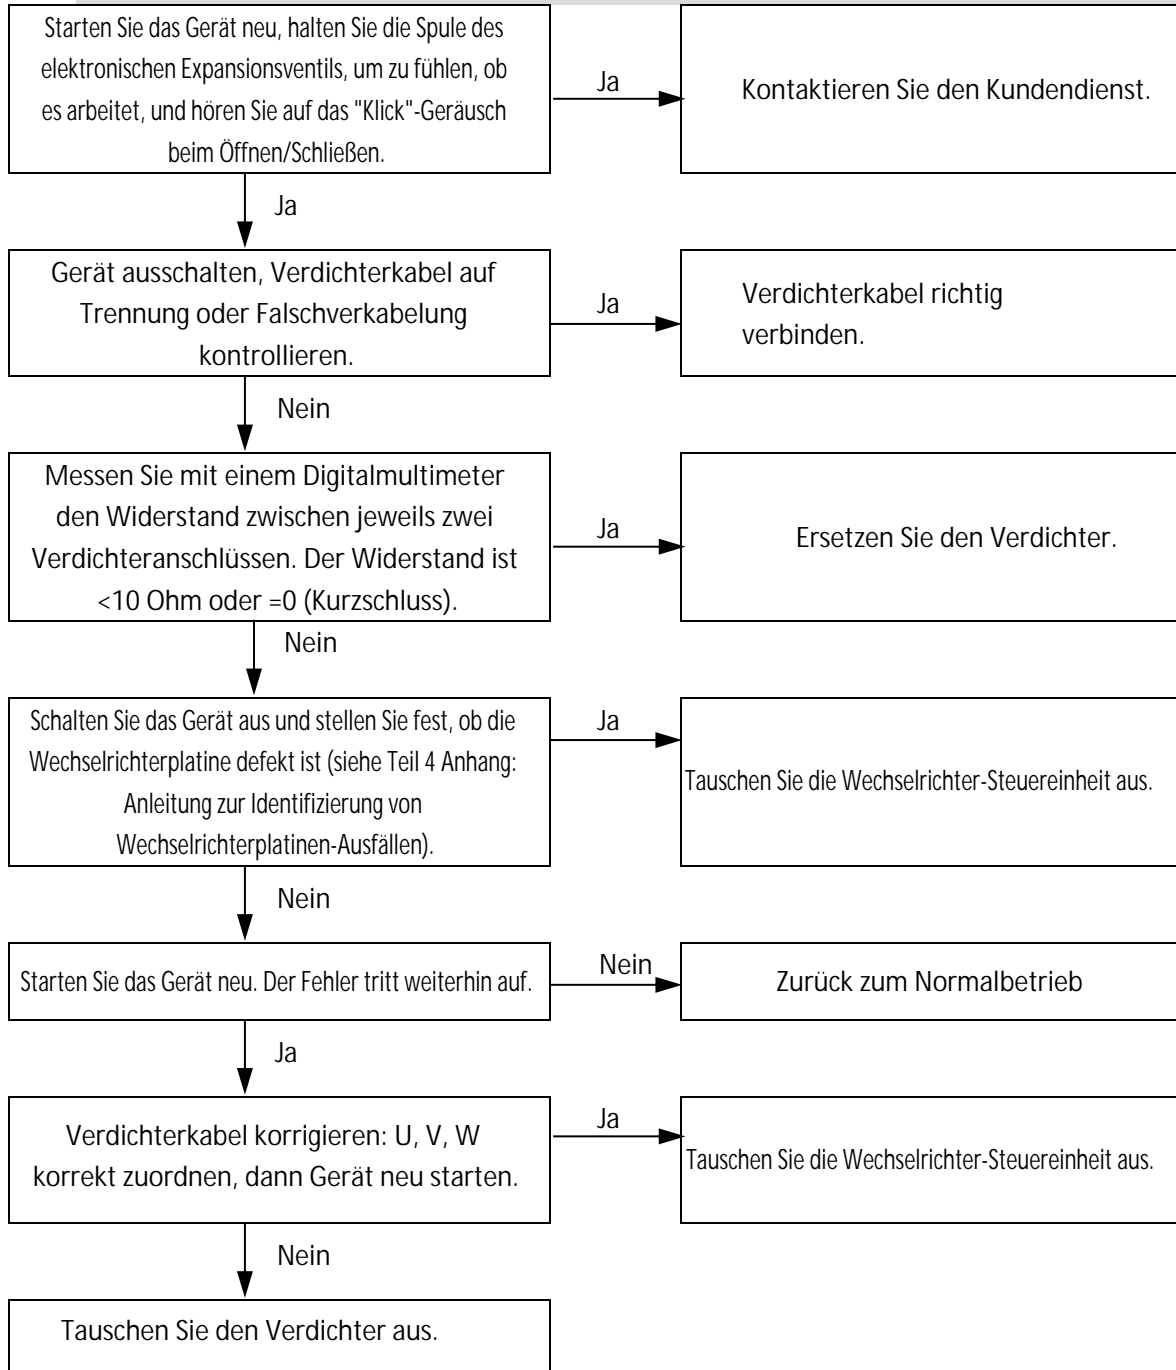 Starten Sie das Gerät neu, halten Sie die Spule des
elektronischen Expansionsventils, um zu fühlen, ob
es arbeitet, und hören Sie auf das "Klick"-Geräusch
beim Öffnen/Schließen.
Ja
Kontaktieren Sie den Kundendienst.
Ja
Gerät ausschalten, Verdichterkabel auf
Trennung oder Falschverkabelung
kontrollieren.
Ja
Verdichterkabel richtig
verbinden.
Nein
Messen Sie mit einem Digitalmultimeter
den Widerstand zwischen jeweils zwei
Verdichteranschlüssen. Der Widerstand ist
<10 Ohm oder =0 (Kurzschluss).
Ja
Ersetzen Sie den Verdichter.
Nein
Schalten Sie das Gerät aus und stellen Sie fest, ob die
Wechselrichterplatine defekt ist (siehe Teil 4 Anhang:
Anleitung zur Identifizierung von
Wechselrichterplatinen-Ausfällen).
Ja
Tauschen Sie die Wechselrichter-Steuereinheit aus.
Nein
Starten Sie das Gerät neu. Der Fehler tritt weiterhin auf.
Nein
Zurück zum Normalbetrieb
Ja
Verdichterkabel korrigieren: U, V, W
korrekt zuordnen, dann Gerät neu starten.
Ja
Tauschen Sie die Wechselrichter-Steuereinheit aus.
Nein
Tauschen Sie den Verdichter aus.